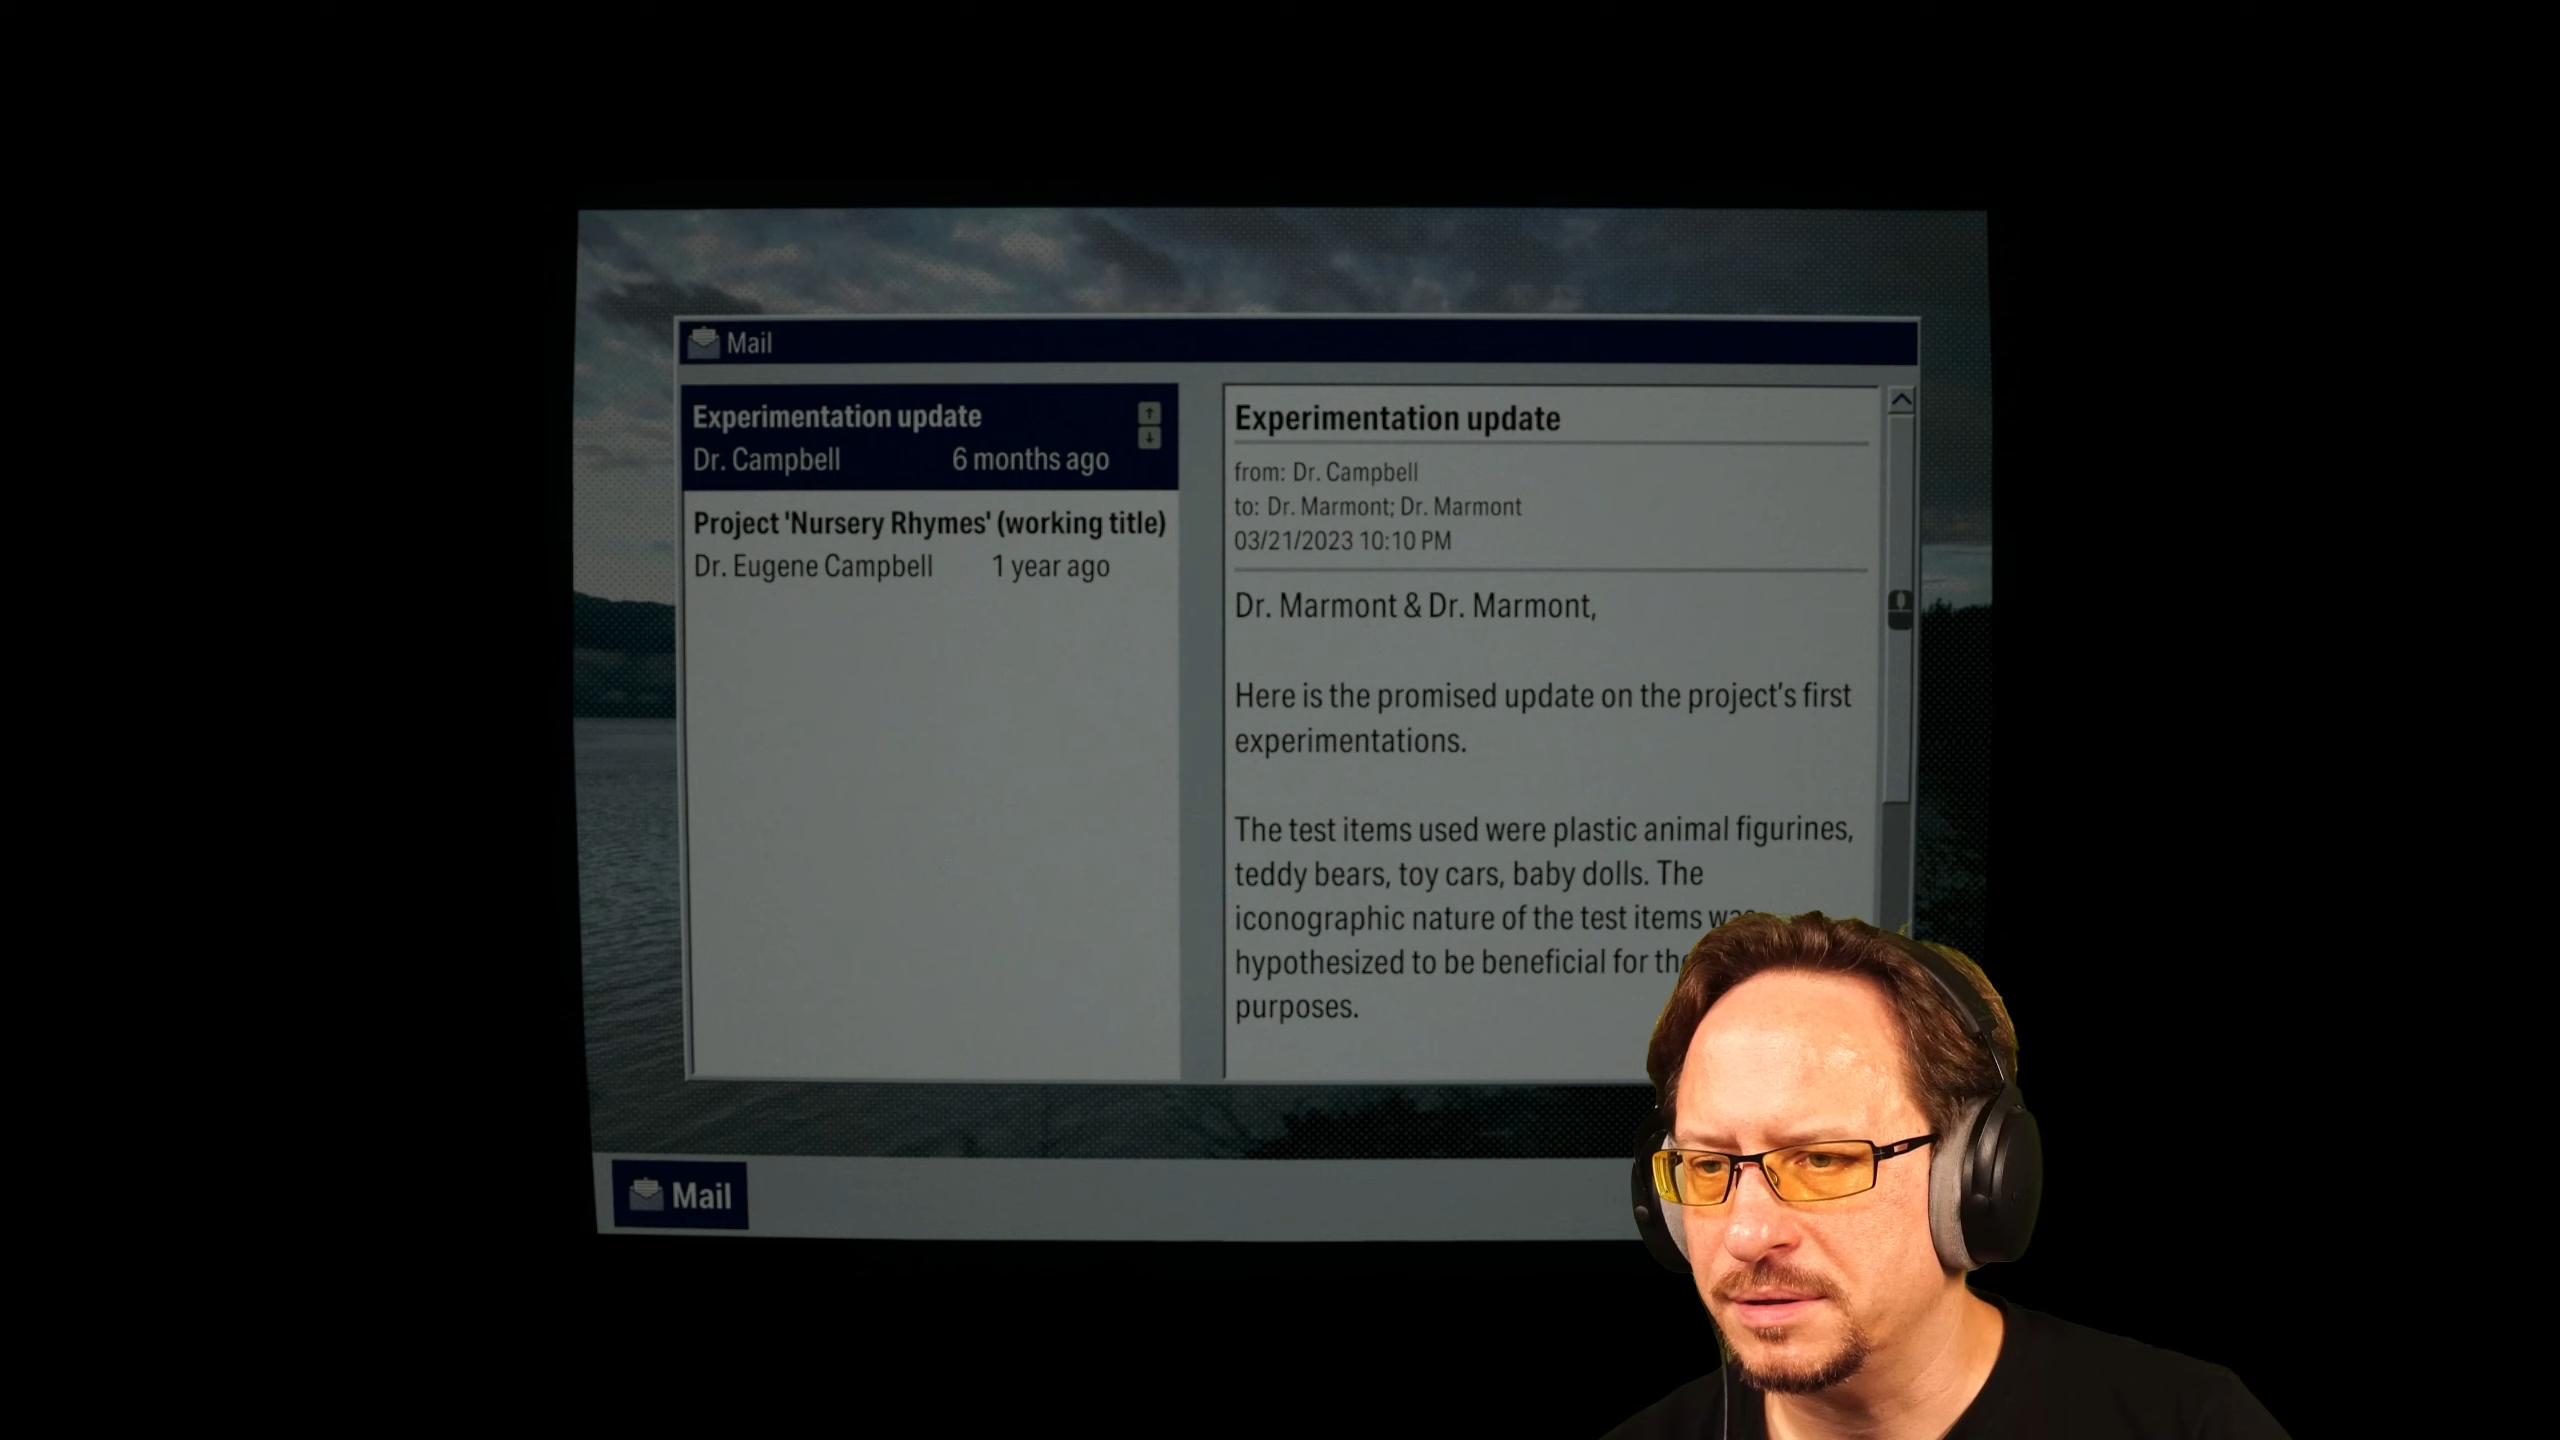 Mail
Experimentation update
Dr. Campbell 6 months ago
Project 'Nursery Rhymes' (working title)
Dr. Eugene Campbell 1 year ago
Experimentation update
from: Dr. Campbell
to: Dr. Marmont; Dr. Marmont
03/21/2023 10:10 PM
Dr. Marmont & Dr. Marmont,
Here is the promised update on the project's first
experimentations.
The test items used were plastic animal figurines,
teddy bears, toy cars, baby dolls. The
iconographic nature of the test items was
hypothesized to be beneficial for the
purposes.
Mail